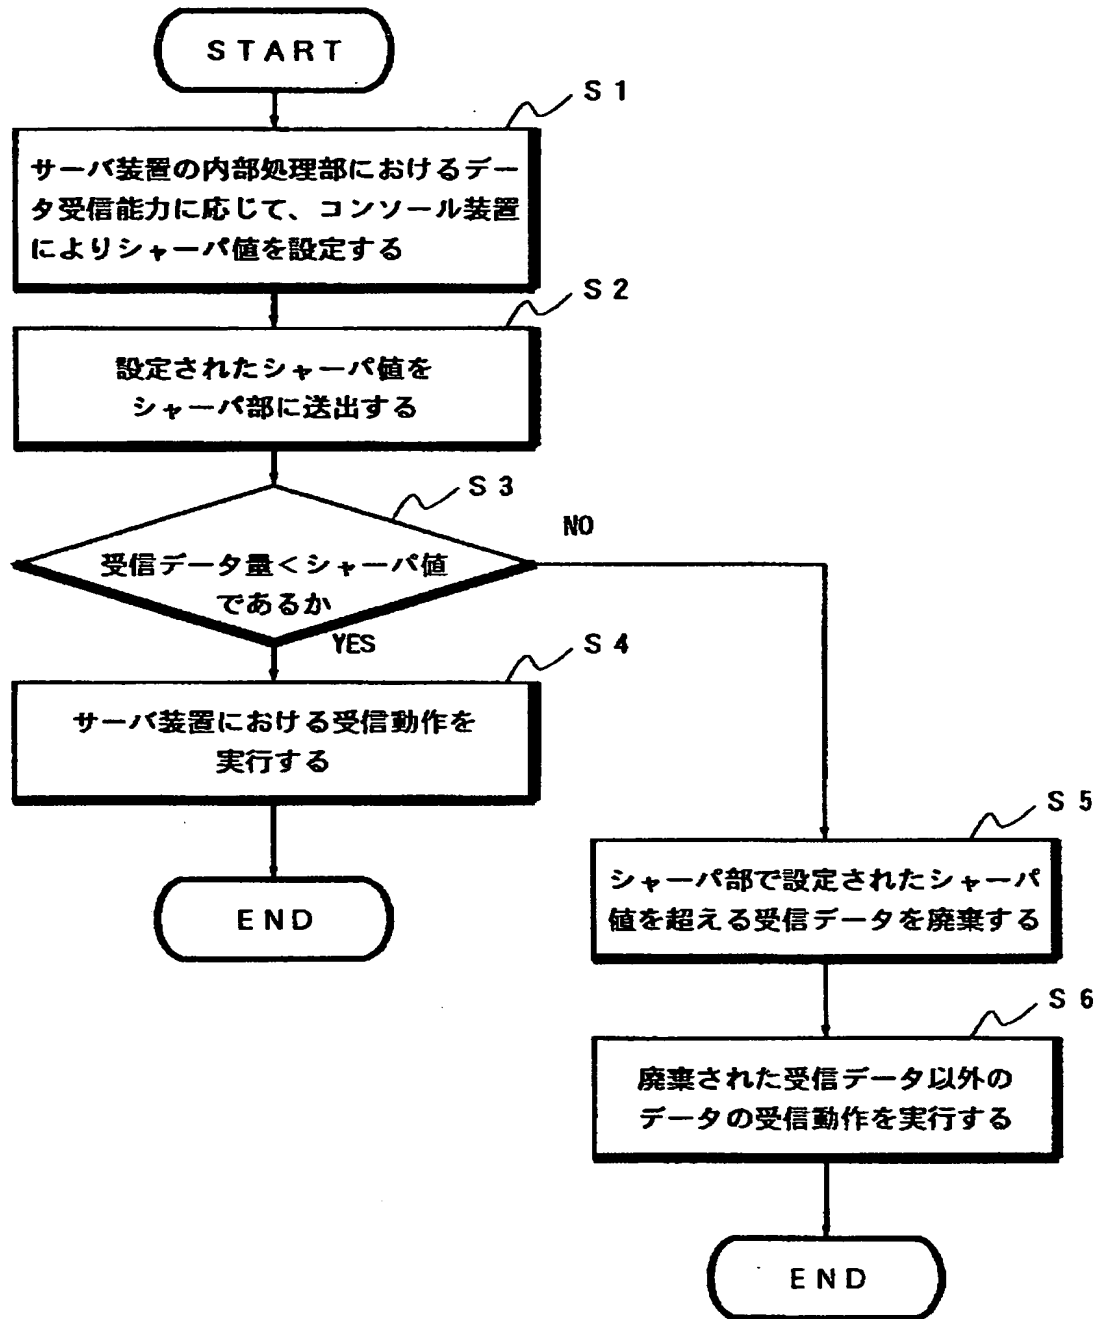 START
S1
サーバ装置の内部処理部におけるデー
タ受信能力に応じて、コンソール装置
によりシャーパ値を設定する
S2
設定されたシャーパ値を
シャーパ部に送出する
S3
受信データ量<シャーパ値
であるか
NO
YES
S4
サーバ装置における受信動作を
実行する
END
S5
シャーパ部で設定されたシャーパ
値を超える受信データを廃棄する
S6
廃棄された受信データ以外の
データの受信動作を実行する
END